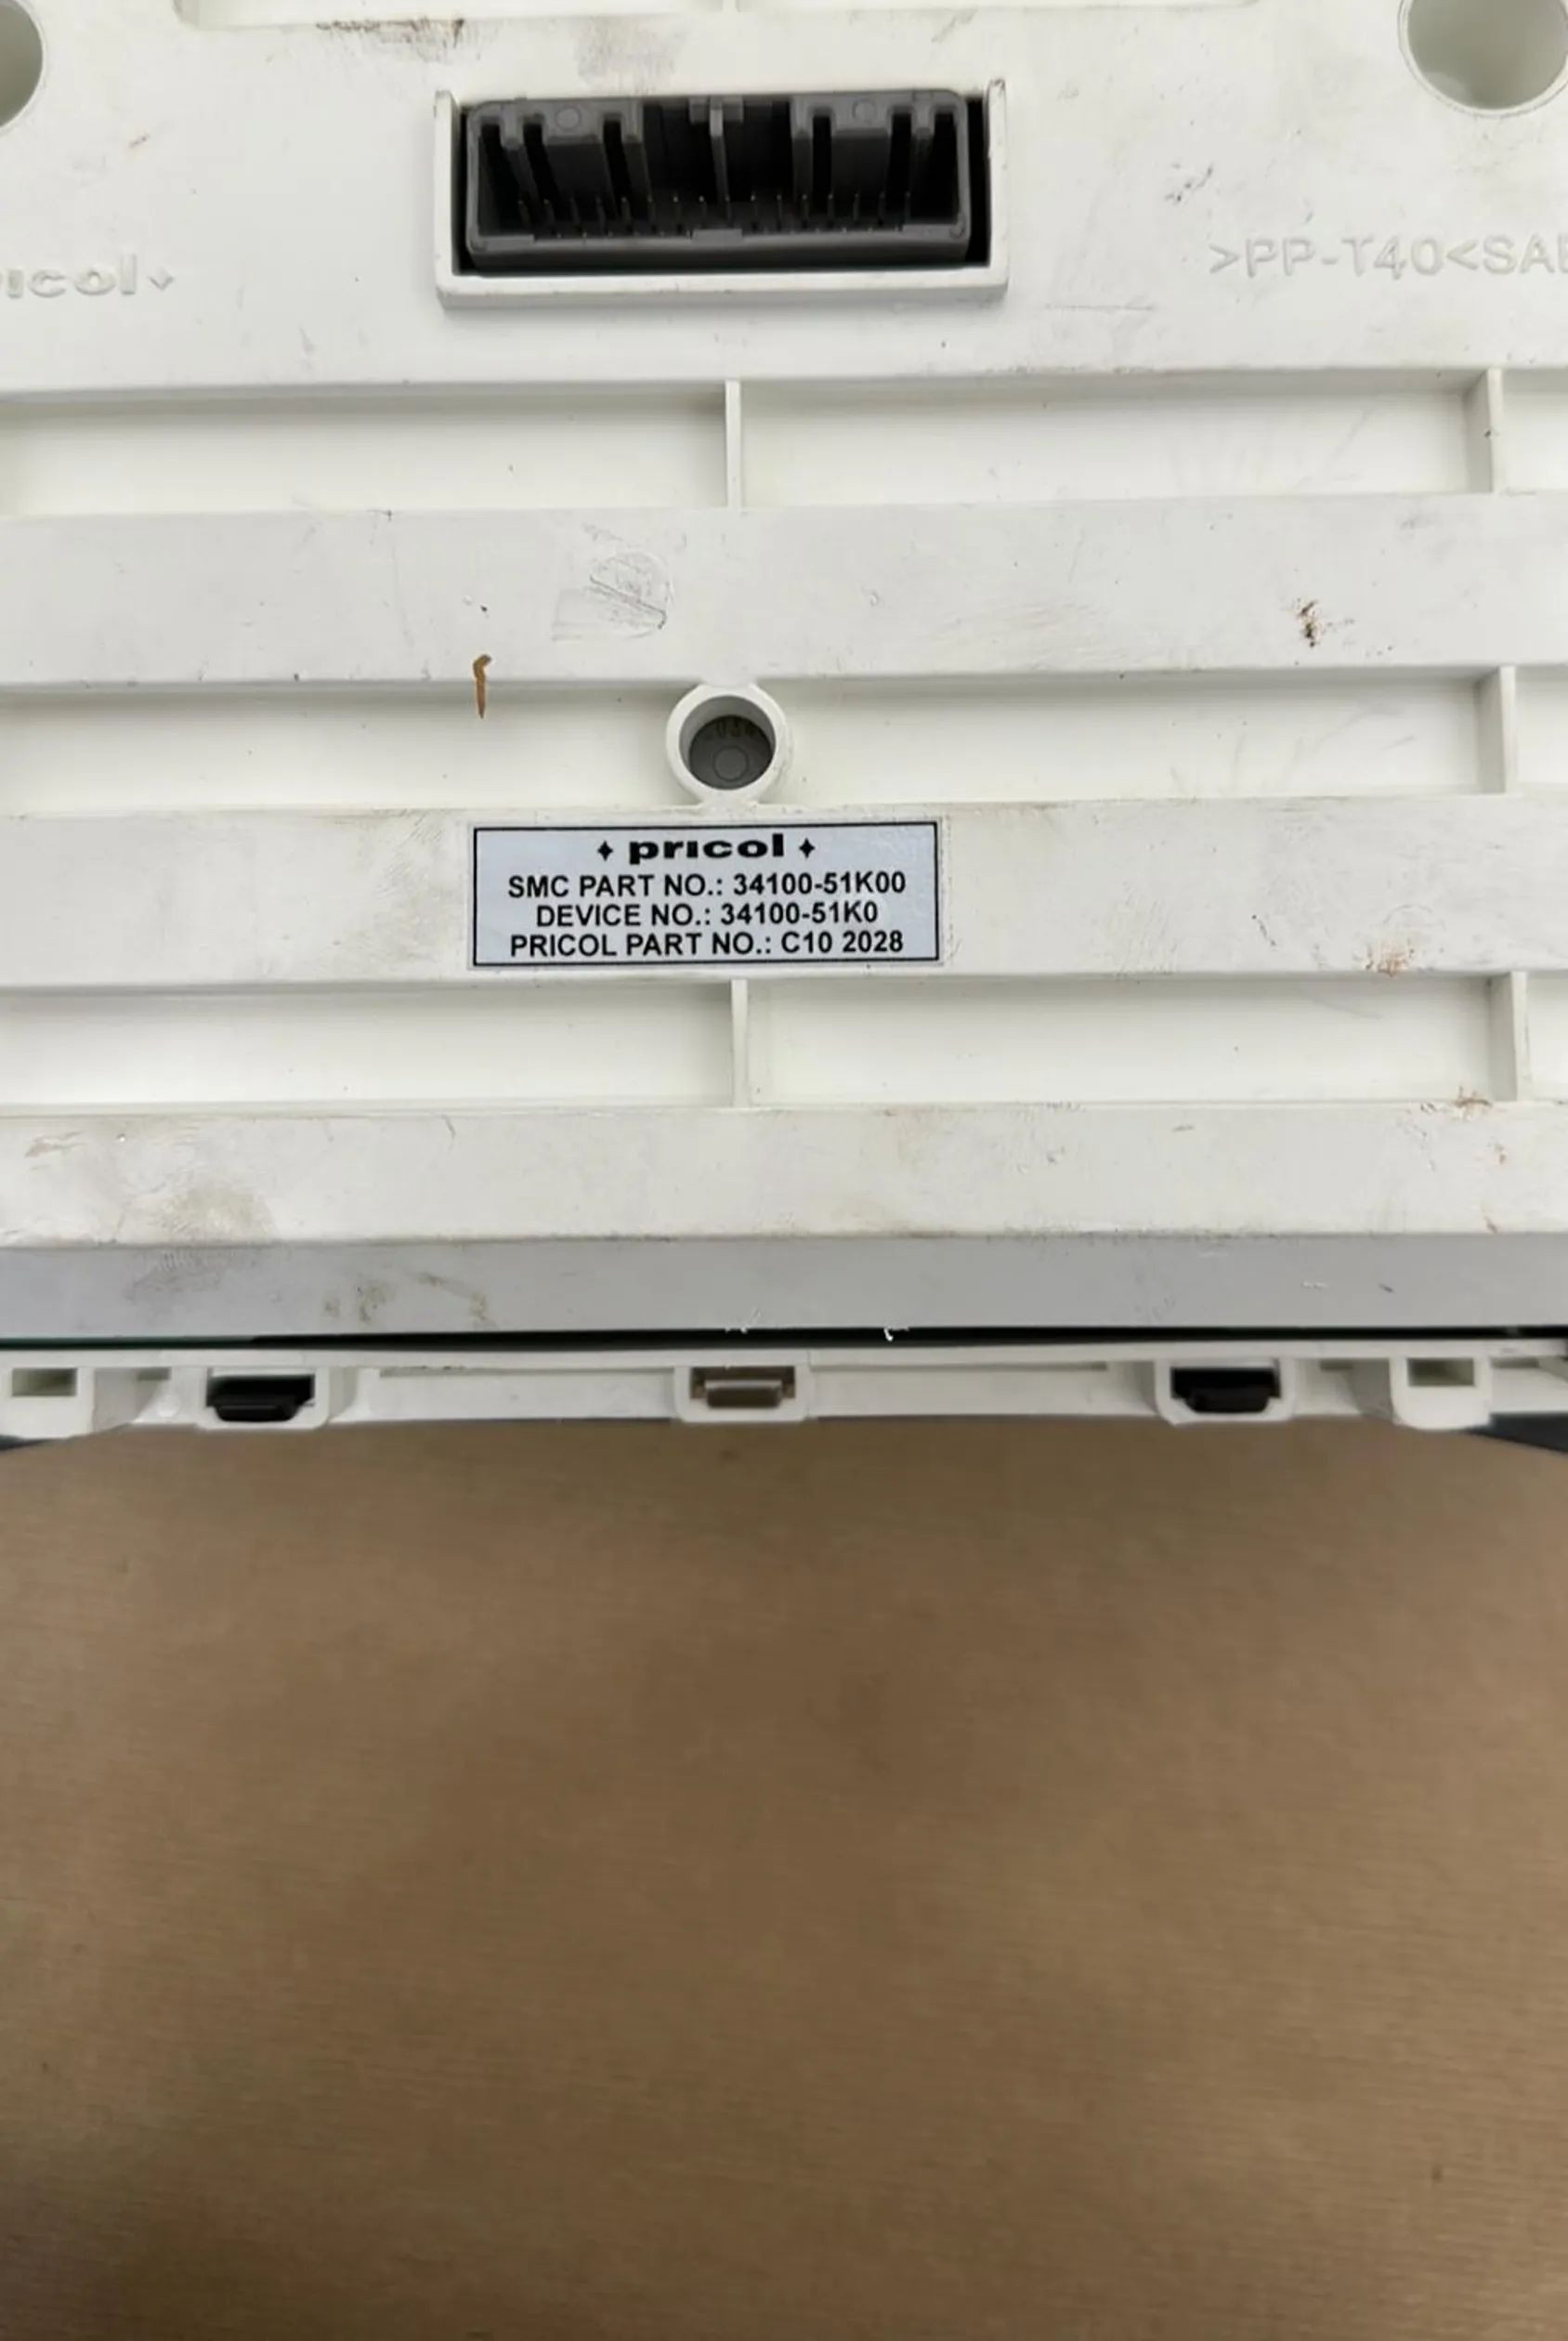 pricol
>PP-T40<
pricol
SMC PART NO.: 34100-51K00
DEVICE NO.: 34100-51K0
PRICOL PART NO.: C10 2028